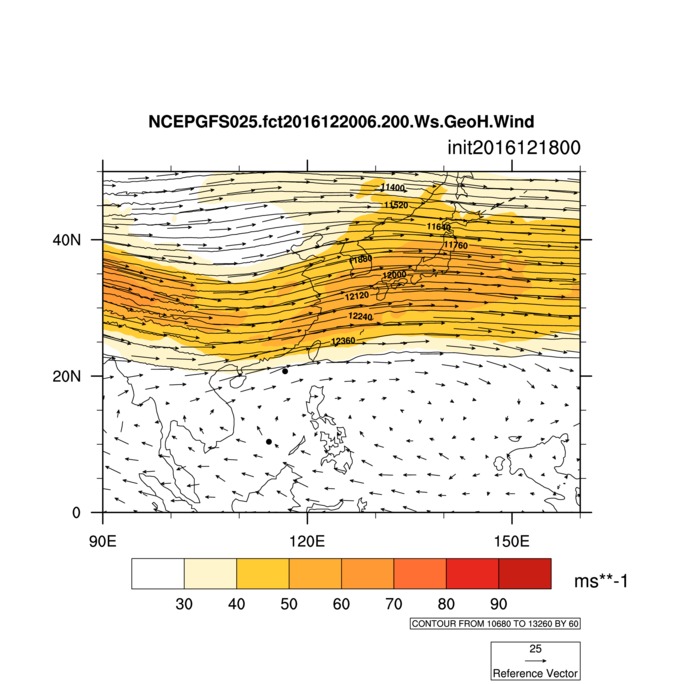 NCEPGFS025.fct2016122006.200.Ws.GeoH.Wind
init2016121800
11400
11520
40N
11640
11760
11880
12000
12120
12240
12360
20N
0
90E 120E 150E
ms**-1
30 40 50 60 70 80 90
CONTOUR FROM 10680 TO 13260 BY 60
25
Reference Vector